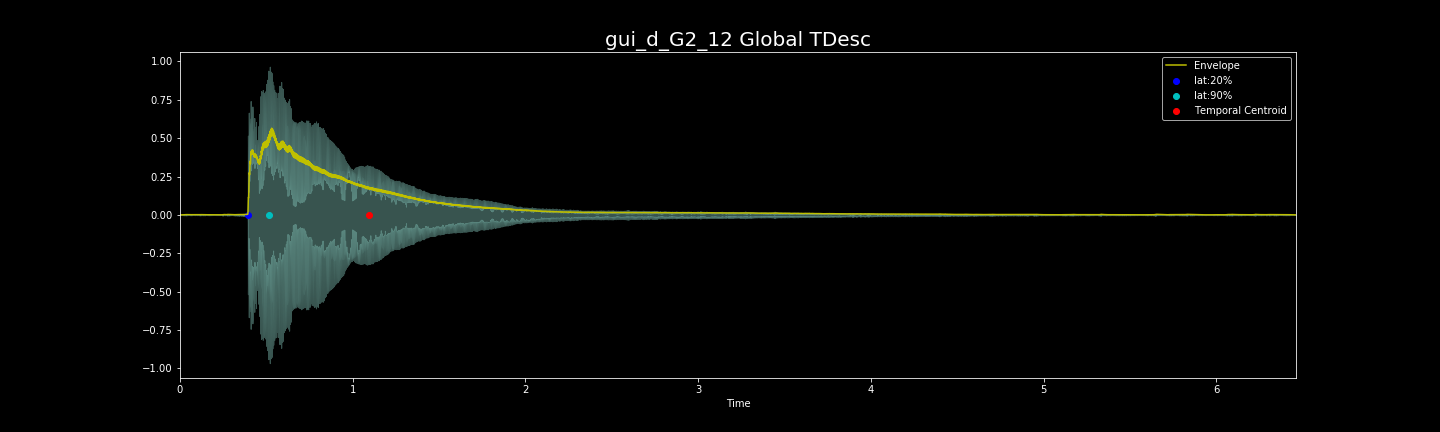 gui_d_G2_12 Global TDesc
1.00
0.75
0.50
0.25
0.00
−0.25
−0.50
−0.75
−1.00
Envelope
lat:20%
lat:90%
Temporal Centroid
0 1 2 3 4 5 6
Time